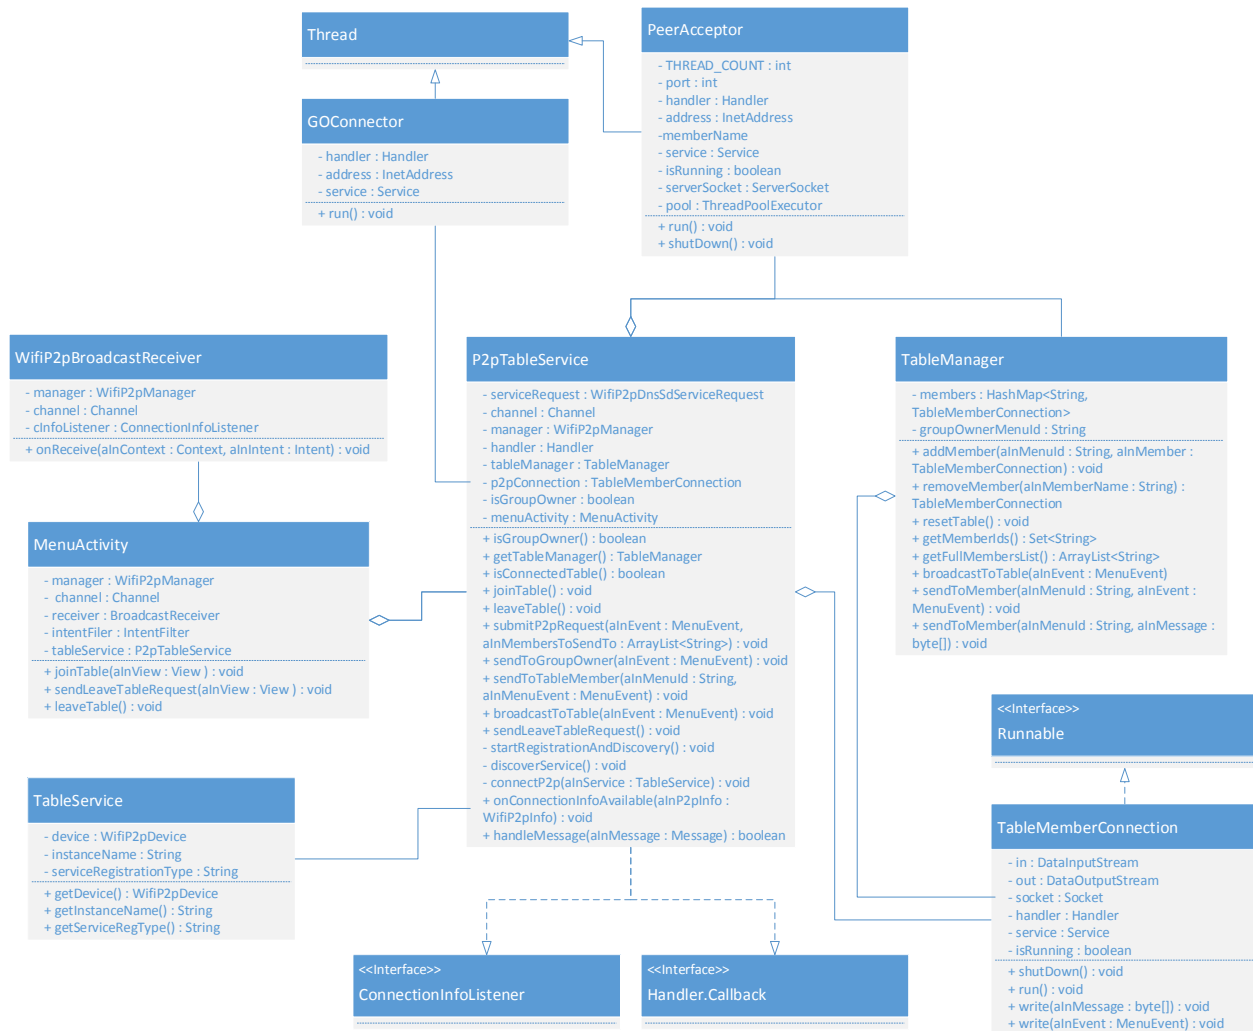 Thread
PeerAcceptor
- THREAD_COUNT : int
- port : int
- handler : Handler
- address : InetAddress
-memberName
- service : Service
- isRunning : boolean
- serverSocket : ServerSocket
- pool : ThreadPoolExecutor
+ run() : void
+ shutDown() : void
GOConnector
- handler : Handler
- address : InetAddress
- service : Service
+ run() : void
WifiP2pBroadcastReceiver
- manager : WifiP2pManager
- channel : Channel
- cInfoListener : ConnectionInfoListener
+ onReceive(aInContext : Context, aInIntent : Intent) : void
P2pTableService
- serviceRequest : WifiP2pDnsSdServiceRequest
- channel : Channel
- manager : WifiP2pManager
- handler : Handler
- tableManager : TableManager
- p2pConnection : TableMemberConnection
- isGroupOwner : boolean
- menuActivity : MenuActivity
+ isGroupOwner() : boolean
+ getTableManager() : TableManager
+ isConnectedTable() : boolean
+ joinTable() : void
+ leaveTable() : void
+ submitP2pRequest(aInEvent : MenuEvent,
aInMembersToSendTo : ArrayList<String>) : void
+ sendToGroupOwner(aInEvent : MenuEvent) : void
+ sendToTableMember(aInMenuId : String,
aInMenuEvent : MenuEvent) : void
+ broadcastToTable(aInEvent : MenuEvent) : void
+ sendLeaveTableRequest() : void
- startRegistrationAndDiscovery() : void
- discoverService() : void
- connectP2p(aInService : TableService) : void
+ onConnectionInfoAvailable(aInP2pInfo :
WifiP2pInfo) : void
+ handleMessage(aInMessage : Message) : boolean
TableManager
- members : HashMap<String,
TableMemberConnection>
- groupOwnerMenuId : String
+ addMember(aInMenuId : String, aInMember :
TableMemberConnection) : void
+ removeMember(aInMemberName : String) :
TableMemberConnection
+ resetTable() : void
+ getMemberIds() : Set<String>
+ getFullMembersList() : ArrayList<String>
+ broadcastToTable(aInEvent : MenuEvent)
+ sendToMember(aInMenuId : String, aInEvent :
MenuEvent) : void
+ sendToMember(aInMenuId : String, aInMessage :
byte[]) : void
MenuActivity
- manager : WifiP2pManager
- channel : Channel
- receiver : BroadcastReceiver
- intentFiler : IntentFilter
- tableService : P2pTableService
+ joinTable(aInView : View ) : void
+ sendLeaveTableRequest(aInView : View ) : void
+ leaveTable() : void
<<Interface>>
Runnable
TableService
- device : WifiP2pDevice
- instanceName : String
- serviceRegistrationType : String
+ getDevice() : WifiP2pDevice
+ getInstanceName() : String
+ getServiceRegType() : String
TableMemberConnection
- in : DataInputStream
- out : DataOutputStream
- socket : Socket
- handler : Handler
- service : Service
- isRunning : boolean
+ shutDown() : void
+ run() : void
+ write(aInMessage : byte[]) : void
+ write(aInEvent : MenuEvent) : void
<<Interface>>
ConnectionInfoListener
<<Interface>>
Handler.Callback